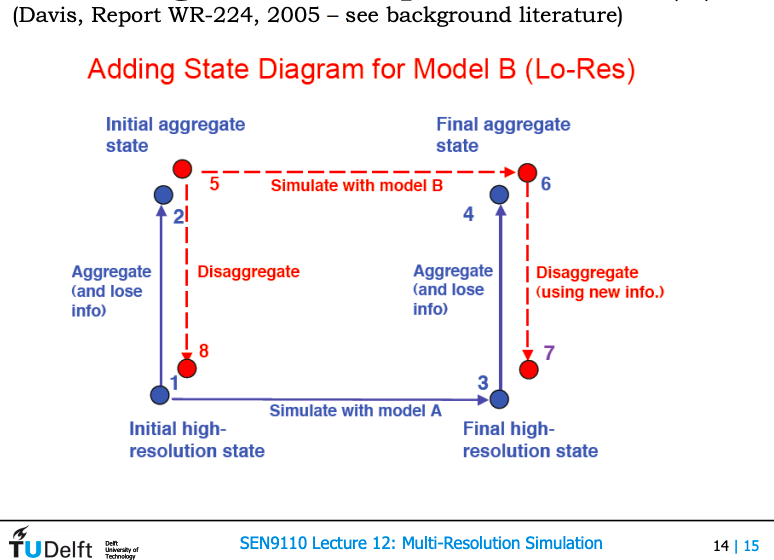 (Davis, Report WR-224, 2005 – see background literature)
Adding State Diagram for Model B (Lo-Res)
Initial aggregate
state
Final aggregate
state
5
Simulate with model B
6
2
4
Aggregate
(and lose
info)
Disaggregate
Aggregate
(and lose
info)
Disaggregate
(using new info.)
8
7
1
3
Simulate with model A
Initial high-
resolution state
Final high-
resolution state
TUDelft
Delft
University of
Technology
SEN9110 Lecture 12: Multi-Resolution Simulation
14 | 15